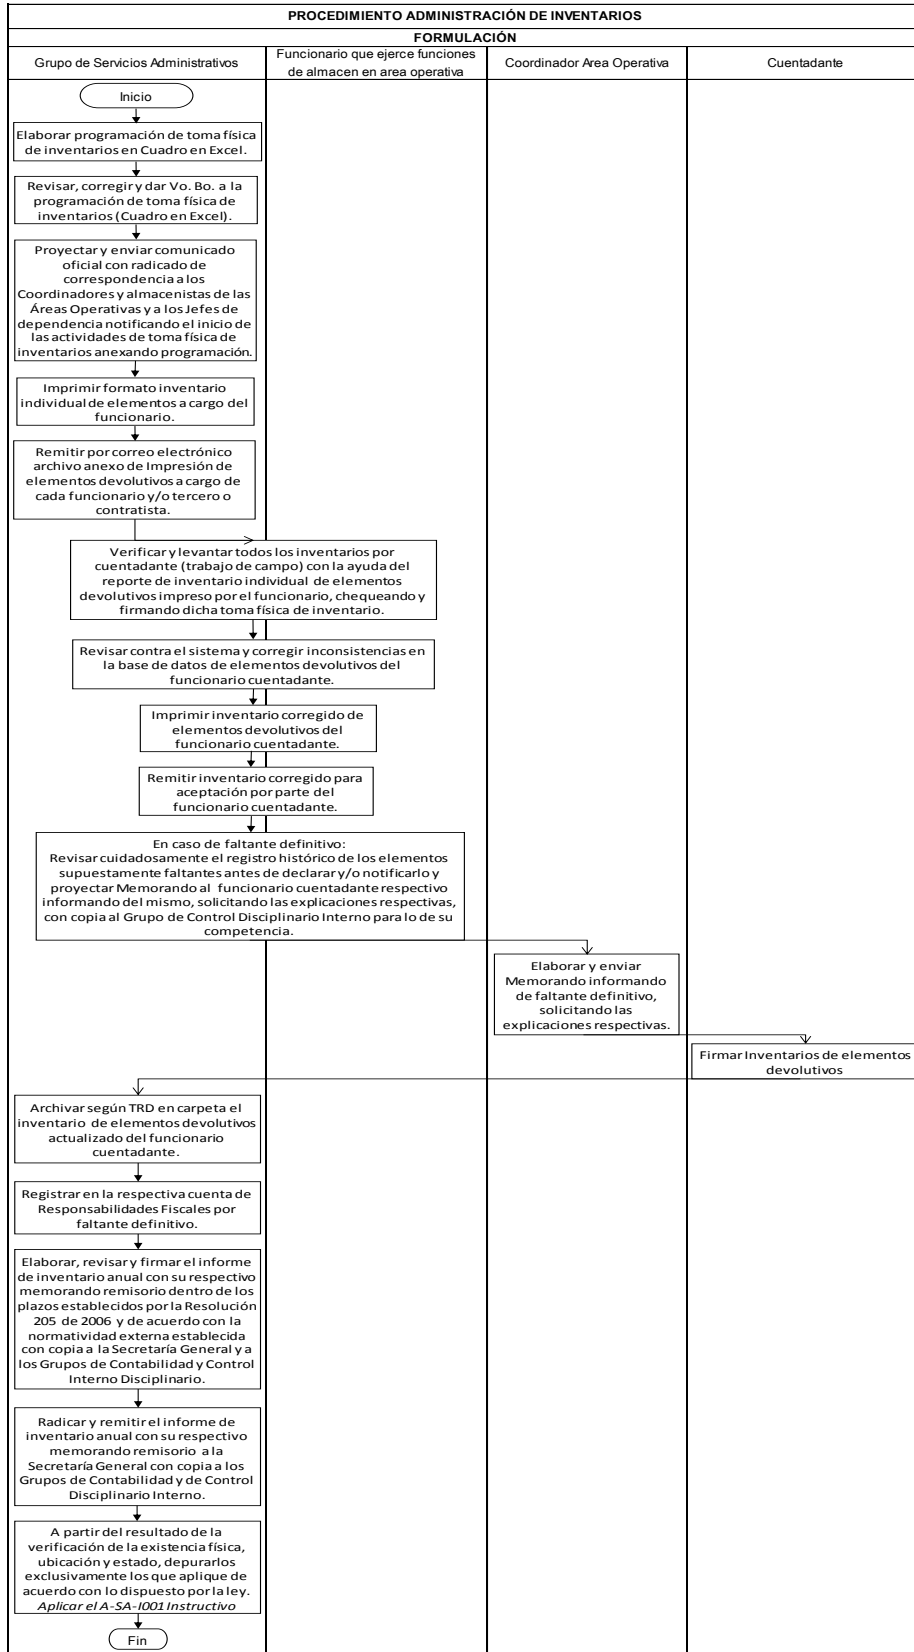 PROCEDIMIENTO ADMINISTRACIÓN DE INVENTARIOS
FORMULACIÓN
Grupo de Servicios Administrativos
Funcionario que ejerce funciones
de almacen en area operativa
Coordinador Area Operativa
Cuentadante
Inicio
Elaborar programación de toma física
de inventarios en Cuadro en Excel.
Revisar, corregir y dar Vo. Bo. a la
programación de toma física de
inventarios (Cuadro en Excel).
Proyectar y enviar comunicado
oficial con radicado de
correspondencia a los
Coordinadores y almacenistas de las
Áreas Operativas y a los Jefes de
dependencia notificando el inicio de
las actividades de toma física de
inventarios anexando programación.
Imprimir formato inventario
individual de elementos a cargo del
funcionario.
Remitir por correo electrónico
archivo anexo de Impresión de
elementos devolutivos a cargo de
cada funcionario y/o tercero o
contratista.
Verificar y levantar todos los inventarios por
cuentadante (trabajo de campo) con la ayuda del
reporte de inventario individual de elementos
devolutivos impreso por el funcionario, chequeando y
firmando dicha toma física de inventario.
Revisar contra el sistema y corregir inconsistencias en
la base de datos de elementos devolutivos del
funcionario cuentadante.
Imprimir inventario corregido de
elementos devolutivos del
funcionario cuentadante.
Remitir inventario corregido para
aceptación por parte del
funcionario cuentadante.
En caso de faltante definitivo:
Revisar cuidadosamente el registro histórico de los elementos
supuestamente faltantes antes de declarar y/o notificarlo y
proyectar Memorando al funcionario cuentadante respectivo
informando del mismo, solicitando las explicaciones respectivas,
con copia al Grupo de Control Disciplinario Interno para lo de su
competencia.
Elaborar y enviar
Memorando informando
de faltante definitivo,
solicitando las
explicaciones respectivas.
Firmar Inventarios de elementos
devolutivos
Archivar según TRD en carpeta el
inventario de elementos devolutivos
actualizado del funcionario
cuentadante.
Registrar en la respectiva cuenta de
Responsabilidades Fiscales por
faltante definitivo.
Elaborar, revisar y firmar el informe
de inventario anual con su respectivo
memorando remisorio dentro de los
plazos establecidos por la Resolución
205 de 2006 y de acuerdo con la
normatividad externa establecida
con copia a la Secretaría General y a
los Grupos de Contabilidad y Control
Interno Disciplinario.
Radicar y remitir el informe de
inventario anual con su respectivo
memorando remisorio a la
Secretaría General con copia a los
Grupos de Contabilidad y de Control
Disciplinario Interno.
A partir del resultado de la
verificación de la existencia física,
ubicación y estado, depurarlos
exclusivamente los que aplique de
acuerdo con lo dispuesto por la ley.
Aplicar el A-SA-I001 Instructivo
Fin